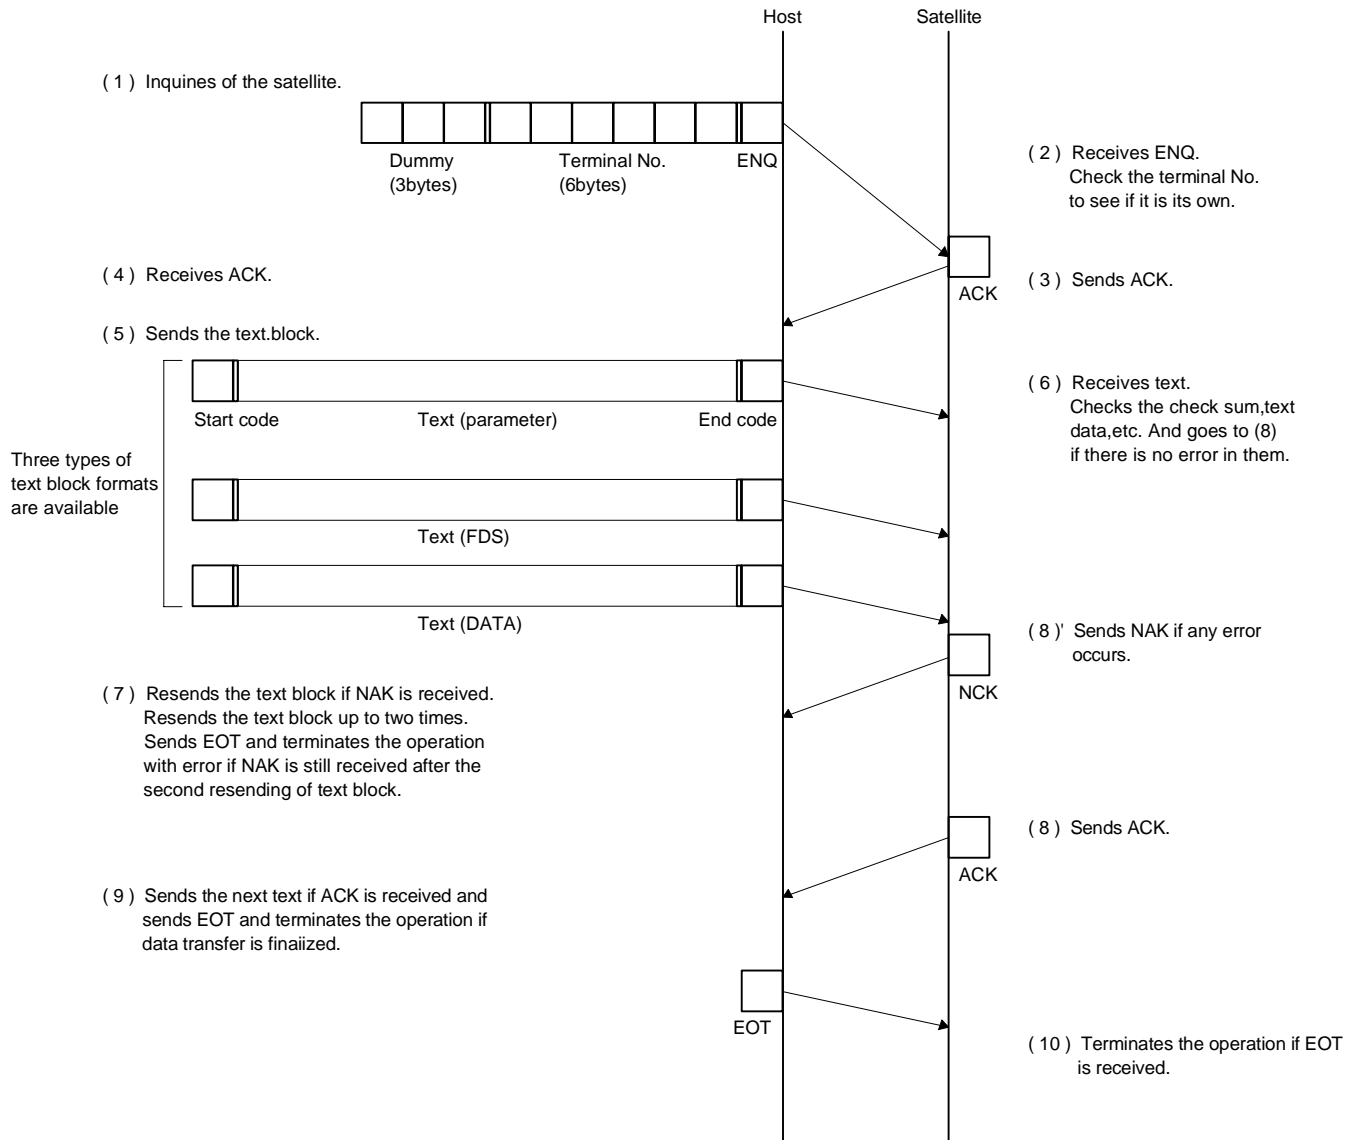 Host
Satellite
( 1 ) Inquines of the satellite.
Dummy
(3bytes)
Terminal No.
(6bytes)
ENQ
( 2 ) Receives ENQ.
Check the terminal No.
to see if it is its own.
( 4 ) Receives ACK.
ACK
( 3 ) Sends ACK.
( 5 ) Sends the text.block.
Start code
Text (parameter)
End code
( 6 ) Receives text.
Checks the check sum,text
data,etc. And goes to (8)
if there is no error in them.
Three types of
text block formats
are available
Text (FDS)
Text (DATA)
( 8 )' Sends NAK if any error
occurs.
NCK
( 7 ) Resends the text block if NAK is received.
Resends the text block up to two times.
Sends EOT and terminates the operation
with error if NAK is still received after the
second resending of text block.
( 8 ) Sends ACK.
ACK
( 9 ) Sends the next text if ACK is received and
sends EOT and terminates the operation if
data transfer is finaiized.
EOT
( 10 ) Terminates the operation if EOT
is received.